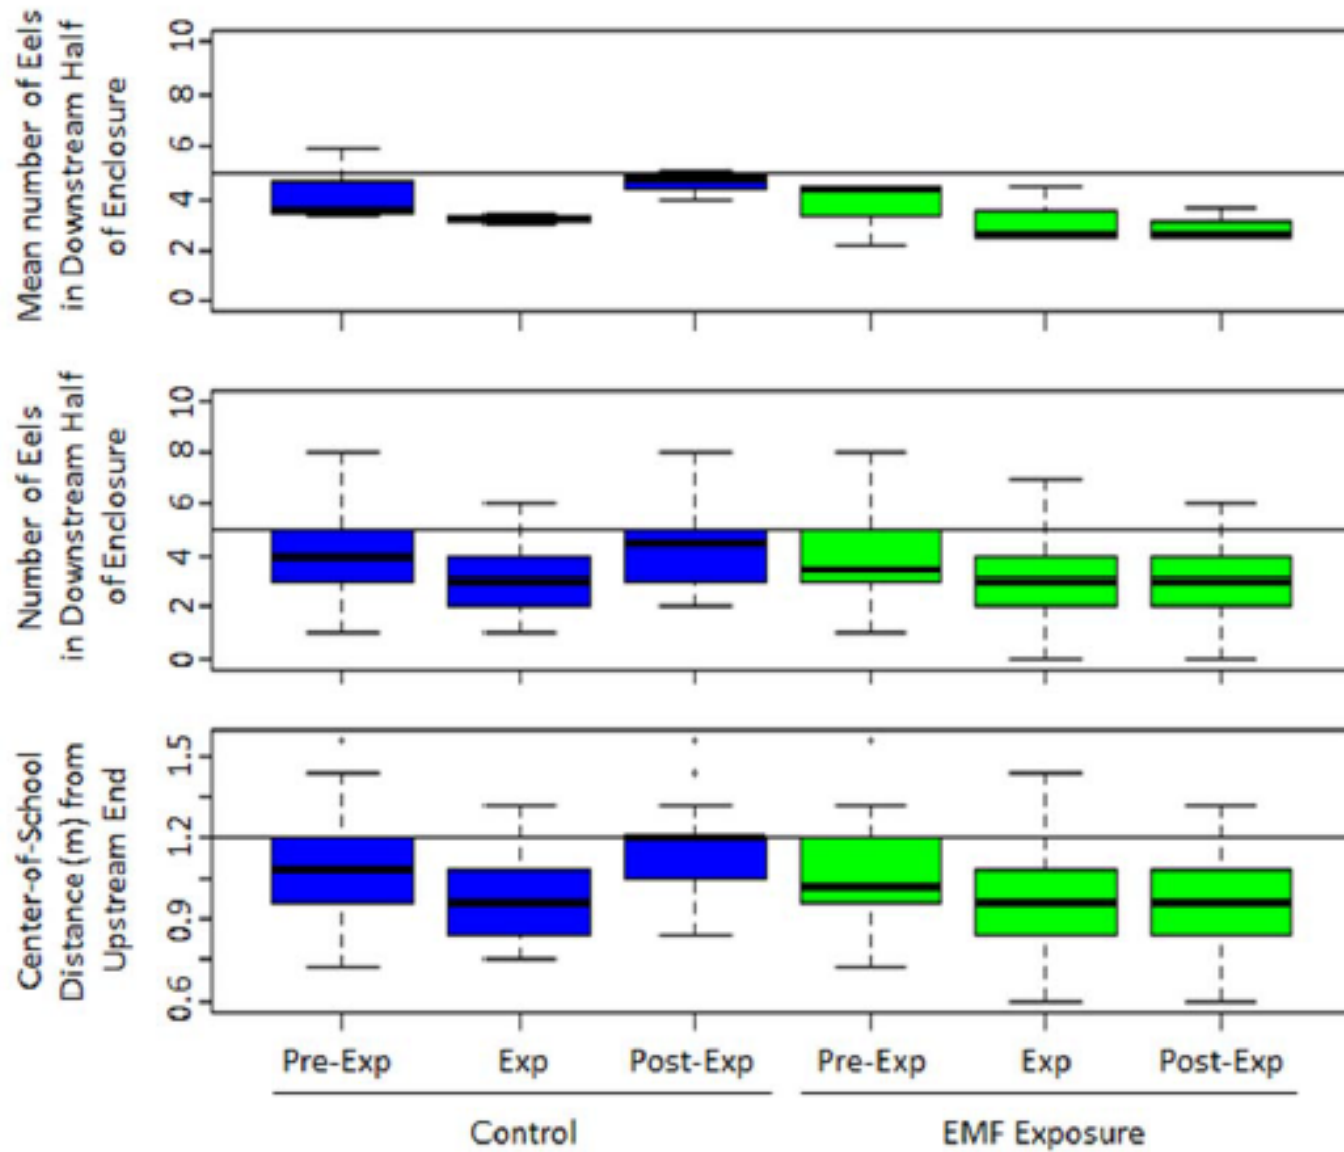 Mean number of Eels
in Downstream Half
of Enclosure
10
8
6
4
2
0
Number of Eels
in Downstream Half
of Enclosure
10
8
6
4
2
0
Center-of-School
Distance (m) from
Upstream End
1.5
1.2
0.9
0.6
Pre-Exp Exp Post-Exp Pre-Exp Exp Post-Exp
Control EMF Exposure